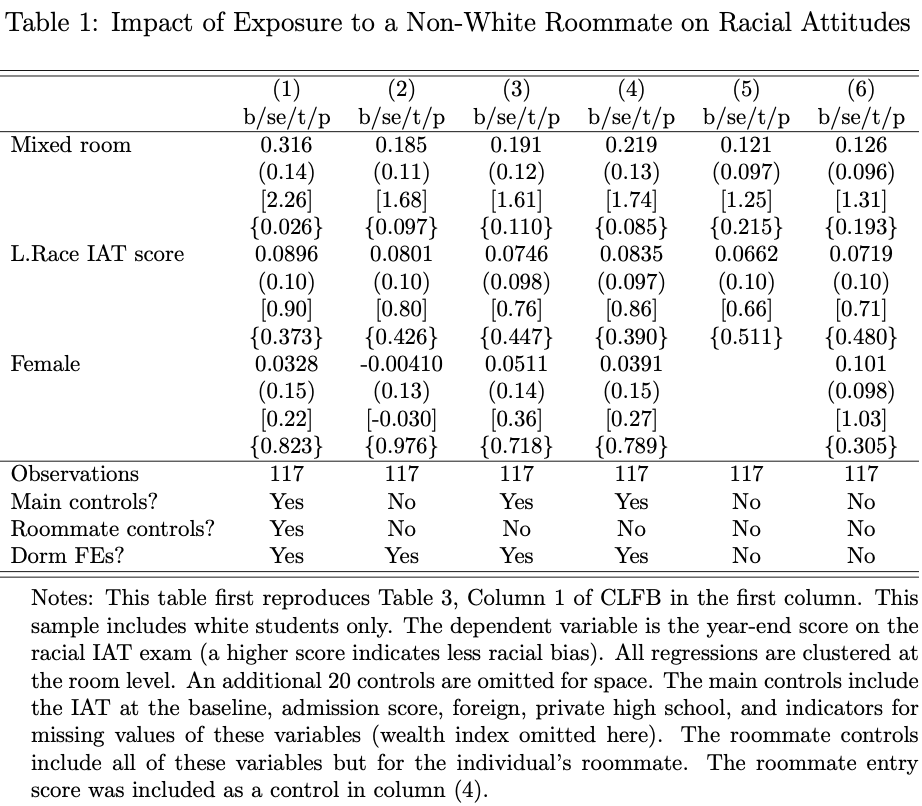 Table 1: Impact of Exposure to a Non-White Roommate on Racial Attitudes
(1) (2) (3) (4) (5) (6)
b/se/t/p b/se/t/p b/se/t/p b/se/t/p b/se/t/p b/se/t/p
Mixed room 0.316 0.185 0.191 0.219 0.121 0.126
(0.14) (0.11) (0.12) (0.13) (0.097) (0.096)
[2.26] [1.68] [1.61] [1.74] [1.25] [1.31]
{0.026} {0.097} {0.110} {0.085} {0.215} {0.193}
L.Race IAT score 0.0896 0.0801 0.0746 0.0835 0.0662 0.0719
(0.10) (0.10) (0.098) (0.097) (0.10) (0.10)
[0.90] [0.80] [0.76] [0.86] [0.66] [0.71]
{0.373} {0.426} {0.447} {0.390} {0.511} {0.480}
Female 0.0328 -0.00410 0.0511 0.0391 0.101
(0.15) (0.13) (0.14) (0.15) (0.098)
[0.22] [-0.030] [0.36] [0.27] [1.03]
{0.823} {0.976} {0.718} {0.789} {0.305}
Observations 117 117 117 117 117 117
Main controls? Yes No Yes Yes No No
Roommate controls? Yes No No No No No
Dorm FEs? Yes Yes Yes Yes No No
Notes: This table first reproduces Table 3, Column 1 of CLFB in the first column. This
sample includes white students only. The dependent variable is the year-end score on the
racial IAT exam (a higher score indicates less racial bias). All regressions are clustered at
the room level. An additional 20 controls are omitted for space. The main controls include
the IAT at the baseline, admission score, foreign, private high school, and indicators for
missing values of these variables (wealth index omitted here). The roommate controls
include all of these variables but for the individual's roommate. The roommate entry
score was included as a control in column (4).